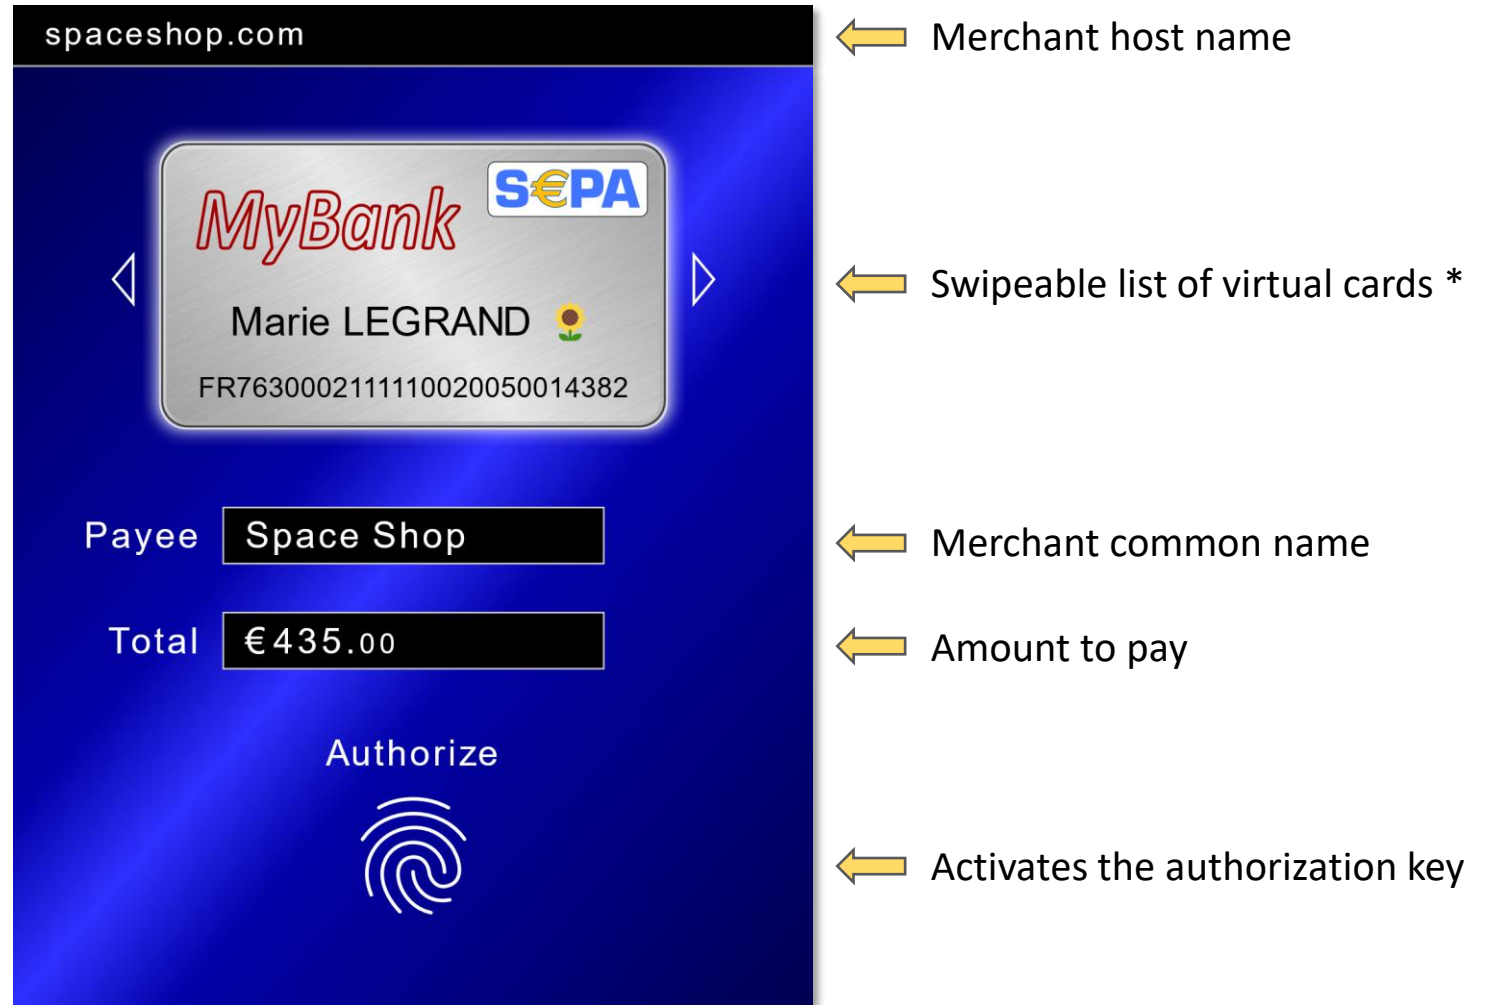 spaceshop.com
Merchant host name
MyBank
S€PA
Swipeable list of virtual cards *
Marie LEGRAND
FR7630002111110020050014382
Payee
Space Shop
Merchant common name
Total
€435.00
Amount to pay
Authorize
Activates the authorization key